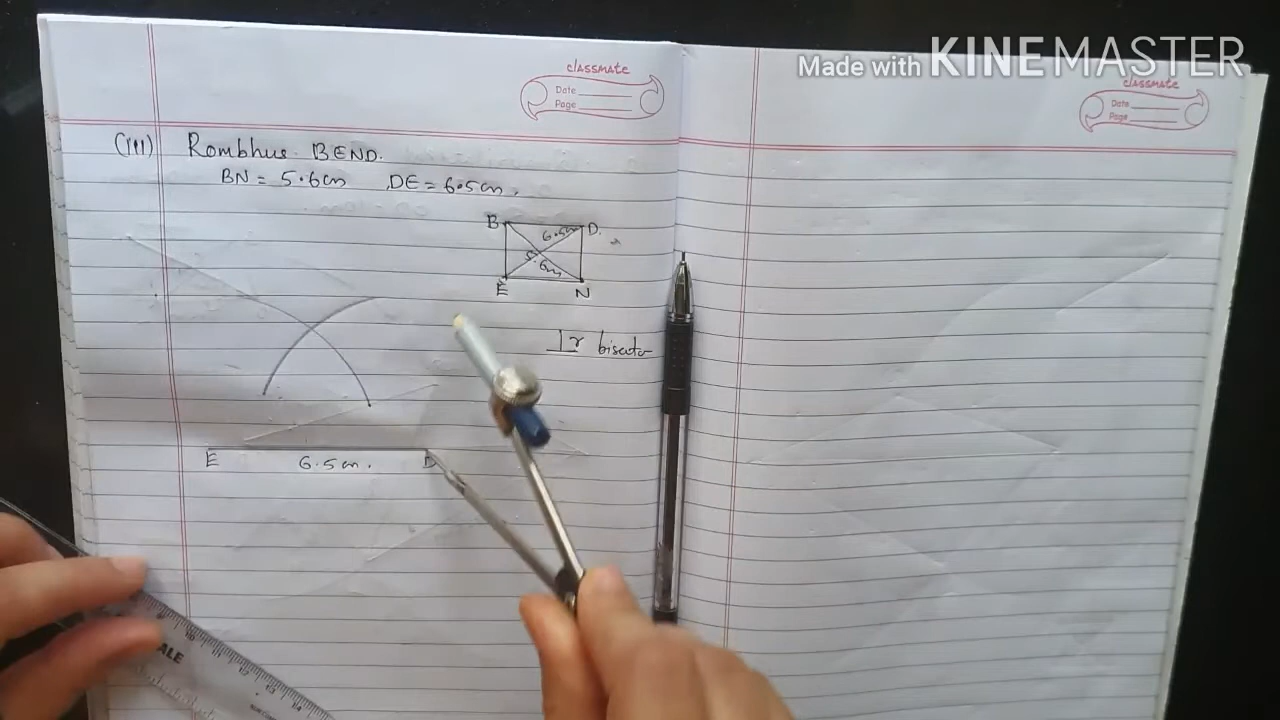 Made with KINEMASTER
classmate
Date
Page
classmate
Date
Page
(III) Rombhus BEND.
BN = 5.6cm DE = 6.5cm.
B D.
6.5cm
5.6cm
E N
⊥r bisector
E 6.5cm. D